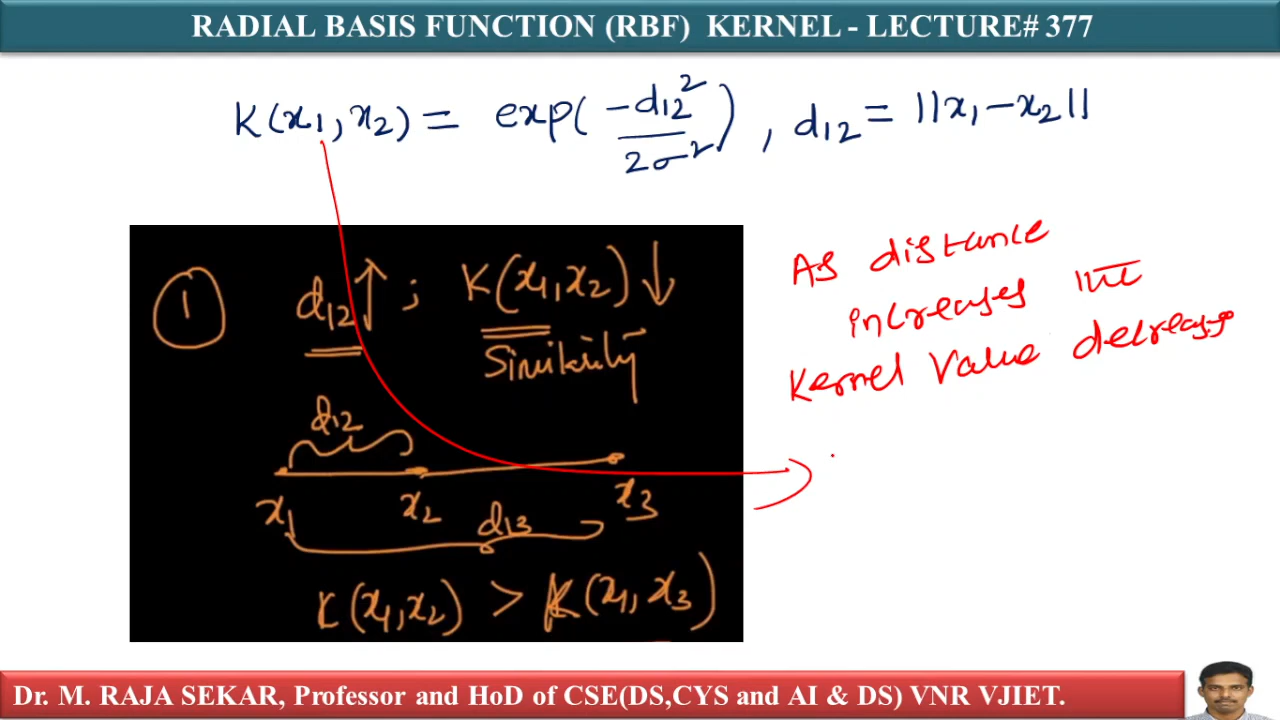 RADIAL BASIS FUNCTION (RBF) KERNEL - LECTURE# 377
K(x1, x2) = exp( -d12² / 2σ² ) , d12 = ||x1 - x2||
① d12 ↑ ; K(x1, x2) ↓
Similarity
As distance
increases the
Kernel Value decreases
d12
x1 x2 x3
d13
K(x1, x2) > K(x1, x3)
Dr. M. RAJA SEKAR, Professor and HoD of CSE(DS,CYS and AI & DS) VNR VJIET.